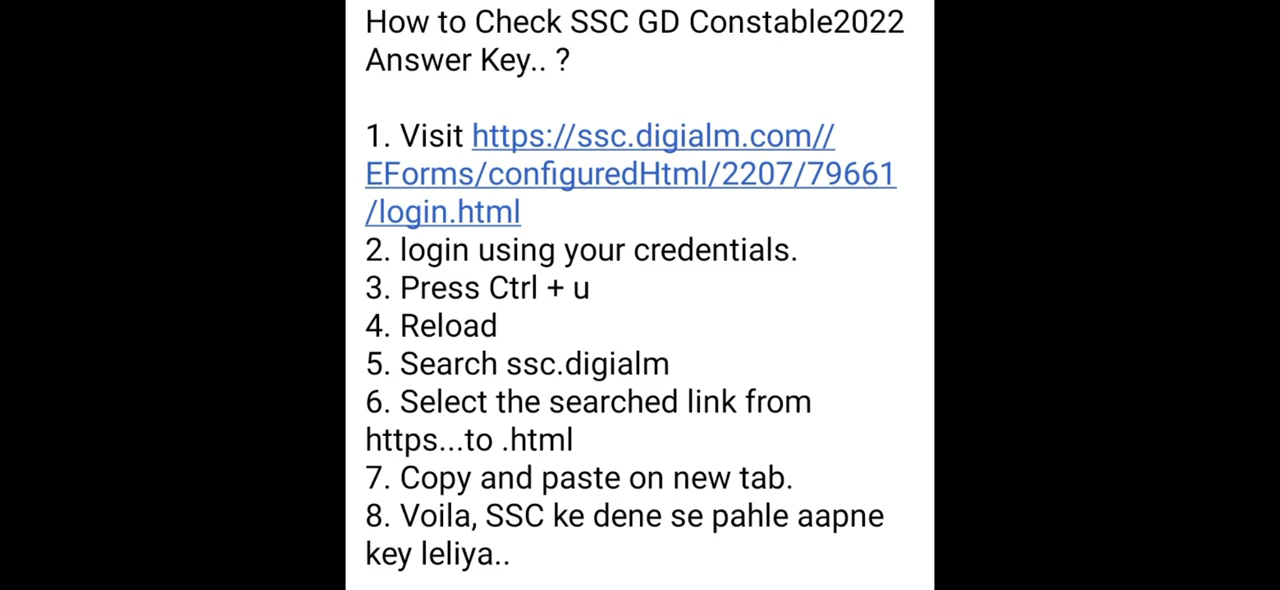 How to Check SSC GD Constable2022
Answer Key.. ?
1. Visit https://ssc.digialm.com//
EForms/configuredHtml/2207/79661
/login.html
2. login using your credentials.
3. Press Ctrl + u
4. Reload
5. Search ssc.digialm
6. Select the searched link from
https...to .html
7. Copy and paste on new tab.
8. Voila, SSC ke dene se pahle aapne
key leliya..